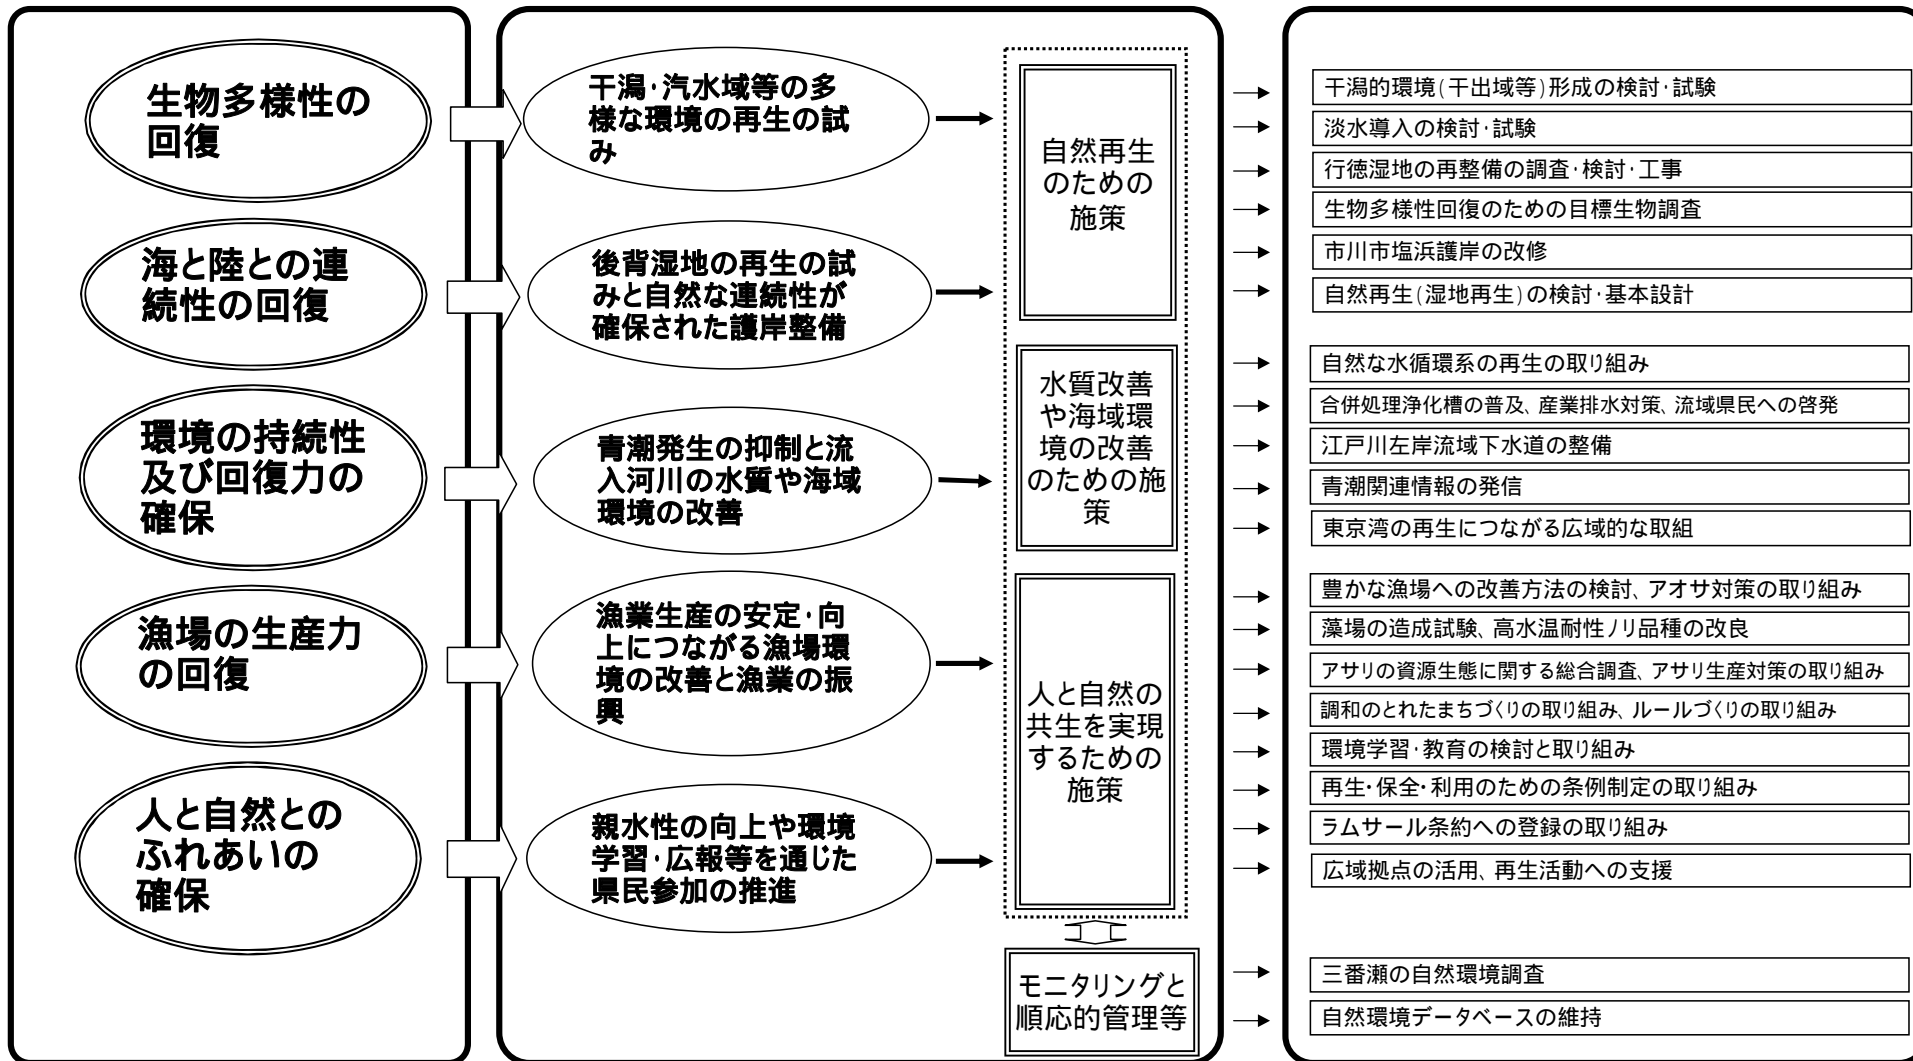 生物多様性の
回復
海と陸との連
続性の回復
環境の持続性
及び回復力の
確保
漁場の生産力
の回復
人と自然との
ふれあいの
確保
干潟・汽水域等の多
様な環境の再生の試
み
後背湿地の再生の試
みと自然な連続性が
確保された護岸整備
青潮発生の抑制と流
入河川の水質や海域
環境の改善
漁業生産の安定・向
上につながる漁場環
境の改善と漁業の振
興
親水性の向上や環境
学習・広報等を通じた
県民参加の推進
自然再生
のための
施策
水質改善
や海域環
境の改善
のための施
策
人と自然の
共生を実現
するための
施策
モニタリングと
順応的管理等
干潟的環境(干出域等)形成の検討・試験
淡水導入の検討・試験
行徳湿地の再整備の調査・検討・工事
生物多様性回復のための目標生物調査
市川市塩浜護岸の改修
自然再生(湿地再生)の検討・基本設計
自然な水循環系の再生の取り組み
合併処理浄化槽の普及、産業排水対策、流域県民への啓発
江戸川左岸流域下水道の整備
青潮関連情報の発信
東京湾の再生につながる広域的な取組
豊かな漁場への改善方法の検討、アオサ対策の取り組み
藻場の造成試験、高水温耐性ノリ品種の改良
アサリの資源生態に関する総合調査、アサリ生産対策の取り組み
調和のとれたまちづくりの取り組み、ルールづくりの取り組み
環境学習・教育の検討と取り組み
再生・保全・利用のための条例制定の取り組み
ラムサール条約への登録の取り組み
広域拠点の活用、再生活動への支援
三番瀬の自然環境調査
自然環境データベースの維持